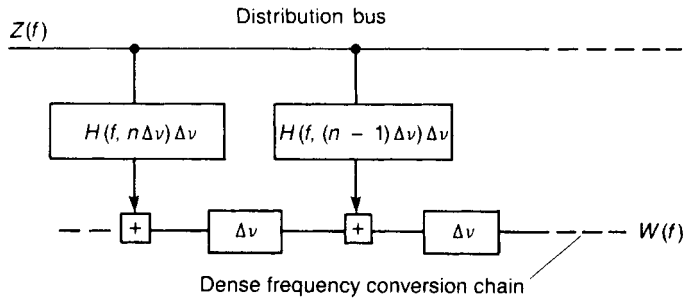 Distribution bus
Z(f)
H(f, nΔν)Δν
H(f, (n − 1)Δν)Δν
+
Δν
+
Δν
W(f)
Dense frequency conversion chain